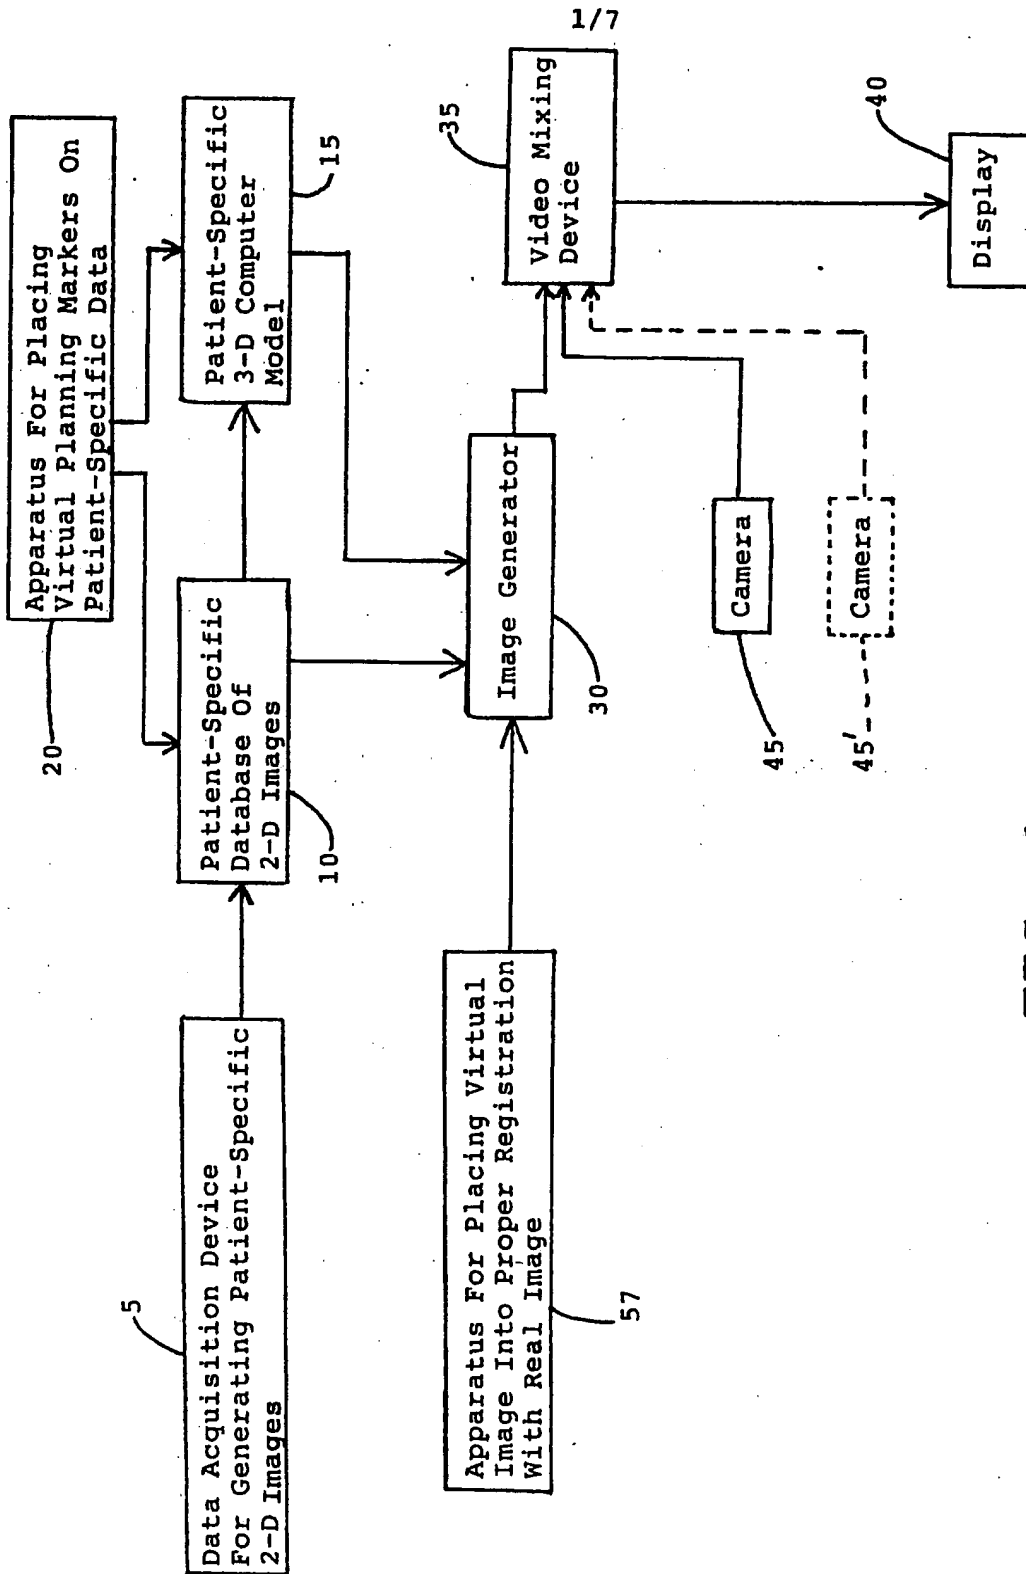 1/7
Apparatus For Placing
Virtual Planning Markers On
Patient-Specific Data
20
Data Acquisition Device
For Generating Patient-Specific
2-D Images
5
Patient-Specific
Database Of
2-D Images
10
Patient-Specific
3-D Computer
Model
15
Apparatus For Placing Virtual
Image Into Proper Registration
With Real Image
57
Image Generator
30
Video Mixing
Device
35
Camera
45
Camera
45'
Display
40